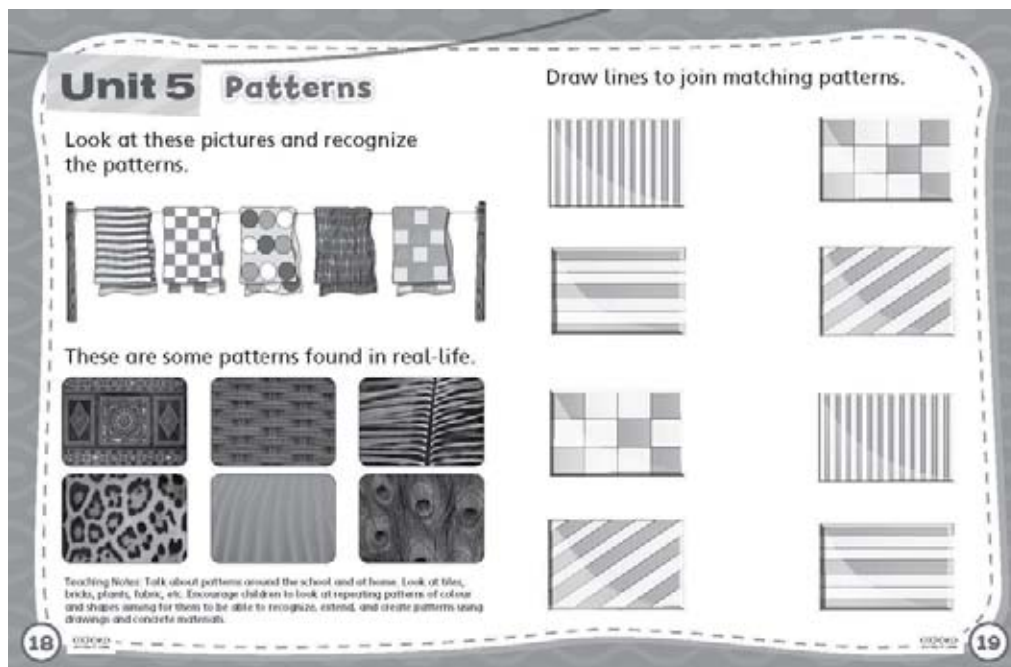 Unit 5 Patterns
Look at these pictures and recognize
the patterns.
These are some patterns found in real-life.
Teaching Notes: Talk about patterns around the school and at home. Look at tiles,
bricks, plants, fabric, etc. Encourage children to look at repeating patterns of colour
and shapes aiming for them to be able to recognize, extend, and create patterns using
drawings and concrete materials.
18
Draw lines to join matching patterns.
19